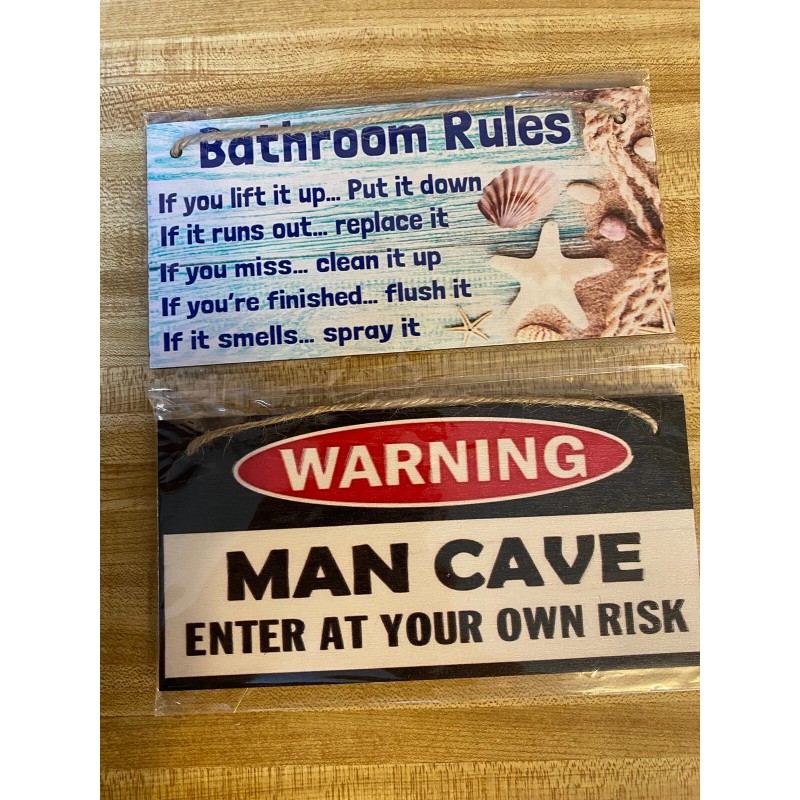 Bathroom Rules
If you lift it up... Put it down
If it runs out... replace it
If you miss... clean it up
If you're finished... flush it
If it smells... spray it
WARNING
MAN CAVE
ENTER AT YOUR OWN RISK